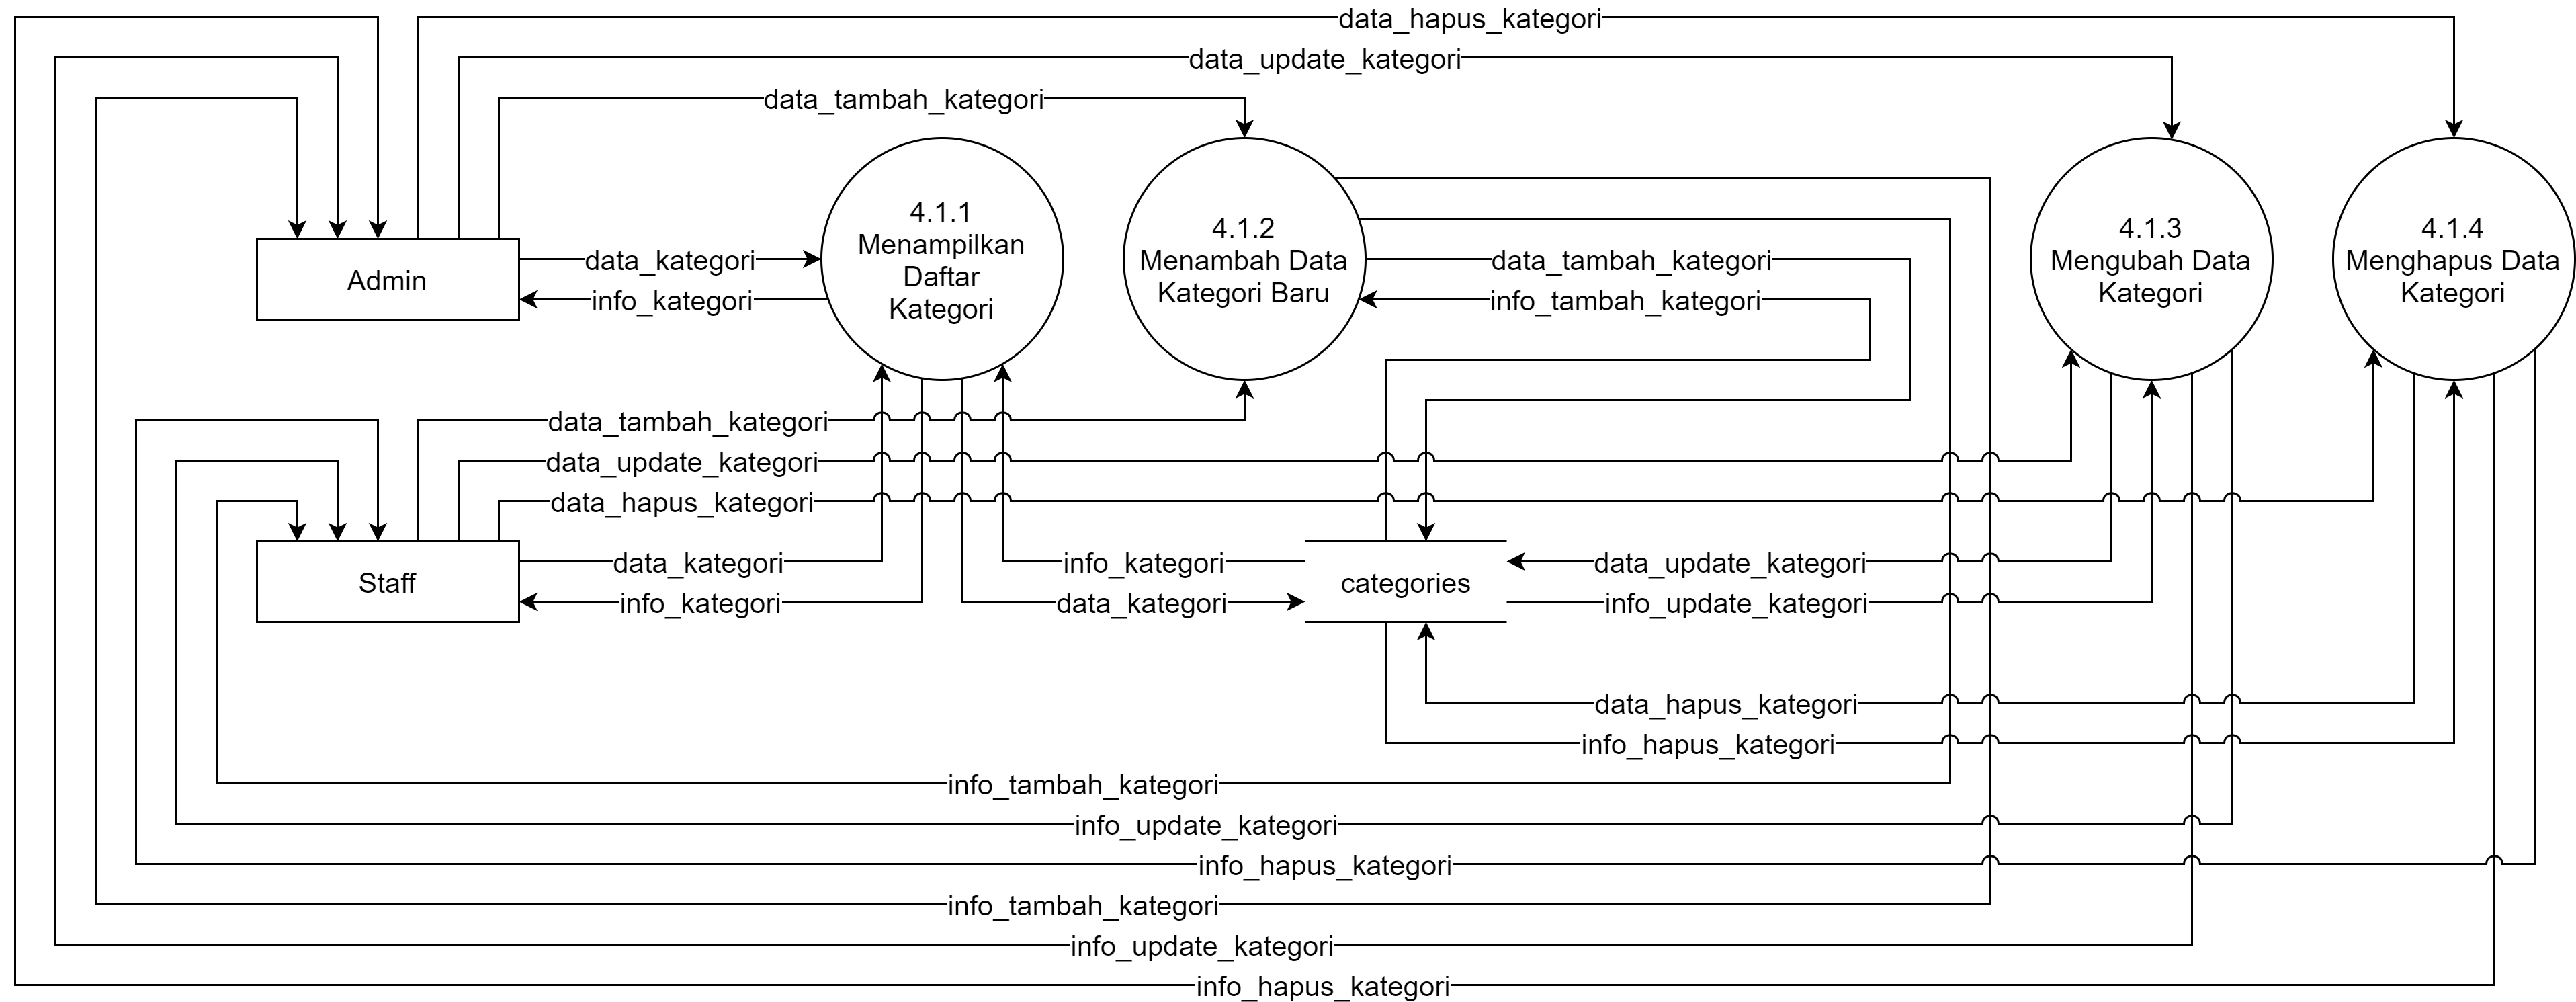 data_hapus_kategori
data_update_kategori
data_tambah_kategori
4.1.1
Menampilkan
Daftar
Kategori
4.1.2
Menambah Data
Kategori Baru
4.1.3
Mengubah Data
Kategori
4.1.4
Menghapus Data
Kategori
Admin
data_kategori
info_kategori
data_tambah_kategori
info_tambah_kategori
data_tambah_kategori
data_update_kategori
data_hapus_kategori
Staff
data_kategori
info_kategori
info_kategori
data_kategori
categories
data_update_kategori
info_update_kategori
data_hapus_kategori
info_hapus_kategori
info_tambah_kategori
info_update_kategori
info_hapus_kategori
info_tambah_kategori
info_update_kategori
info_hapus_kategori